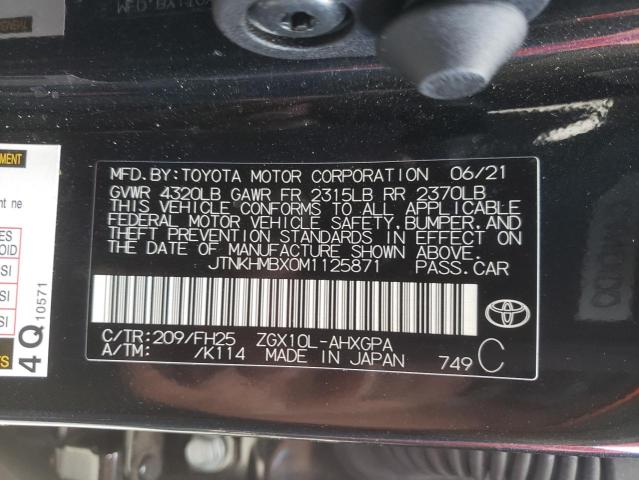 MFD.BY:TOYOTA MOTOR CORPORATION 06/21
GVWR 4320LB GAWR FR 2315LB RR 2370LB
THIS VEHICLE CONFORMS TO ALL APPLICABLE
FEDERAL MOTOR VEHICLE SAFETY,BUMPER,AND
THEFT PREVENTION STANDARDS IN EFFECT ON
THE DATE OF MANUFACTURE SHOWN ABOVE.
JTNKHMBX0M1125871 PASS.CAR
C/TR:209/FH25 ZGX10L-AHXGPA
A/TM: /K114 MADE IN JAPAN 749 C
4Q 10571